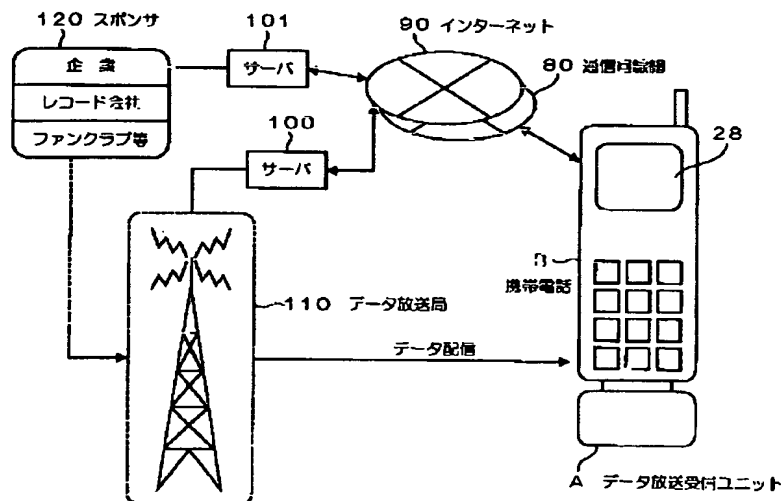 120 スポンサ
企業
レコード会社
ファンクラブ等
101
サーバ
90 インターネット
80 通信回線網
100
サーバ
28
B
携帯電話
110 データ放送局
データ配信
A データ放送受付ユニット